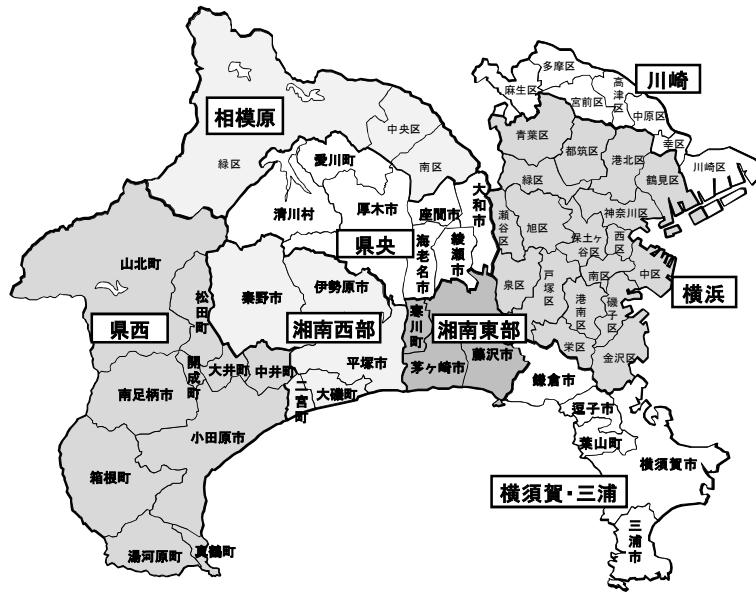 川崎
多摩区
麻生区
高津区
宮前区
中原区
幸区
川崎区
相模原
中央区
緑区
南区
青葉区
都筑区
港北区
鶴見区
緑区
神奈川区
瀬谷区
旭区
保土ヶ谷区
西区
中区
泉区
戸塚区
南区
港南区
磯子区
栄区
金沢区
横浜
愛川町
清川村
厚木市
座間市
大和市
海老名市
綾瀬市
県央
山北町
松田町
秦野市
伊勢原市
寒川町
県西
湘南西部
湘南東部
開成町
大井町
中井町
平塚市
茅ヶ崎市
藤沢市
南足柄市
二宮町
大磯町
鎌倉市
逗子市
小田原市
葉山町
箱根町
横須賀市
横須賀・三浦
三浦市
湯河原町
真鶴町